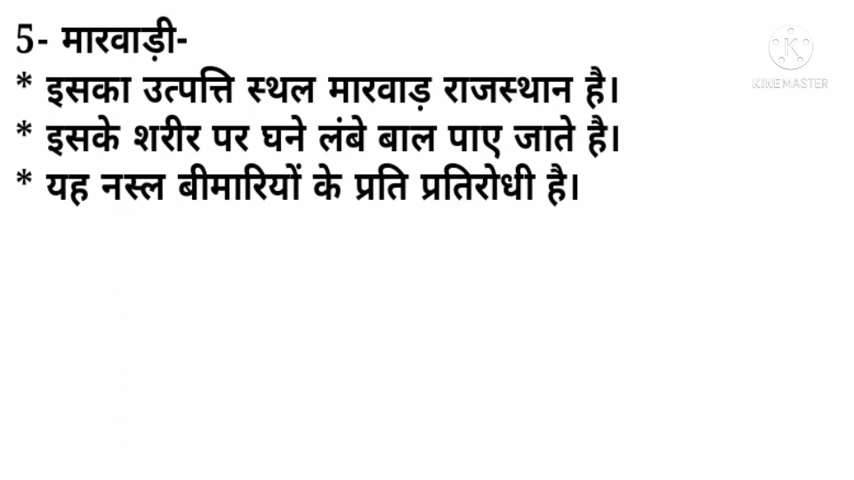 5- मारवाड़ी-
* इसका उत्पत्ति स्थल मारवाड़ राजस्थान है।
* इसके शरीर पर घने लंबे बाल पाए जाते है।
* यह नस्ल बीमारियों के प्रति प्रतिरोधी है।
K
KINEMASTER